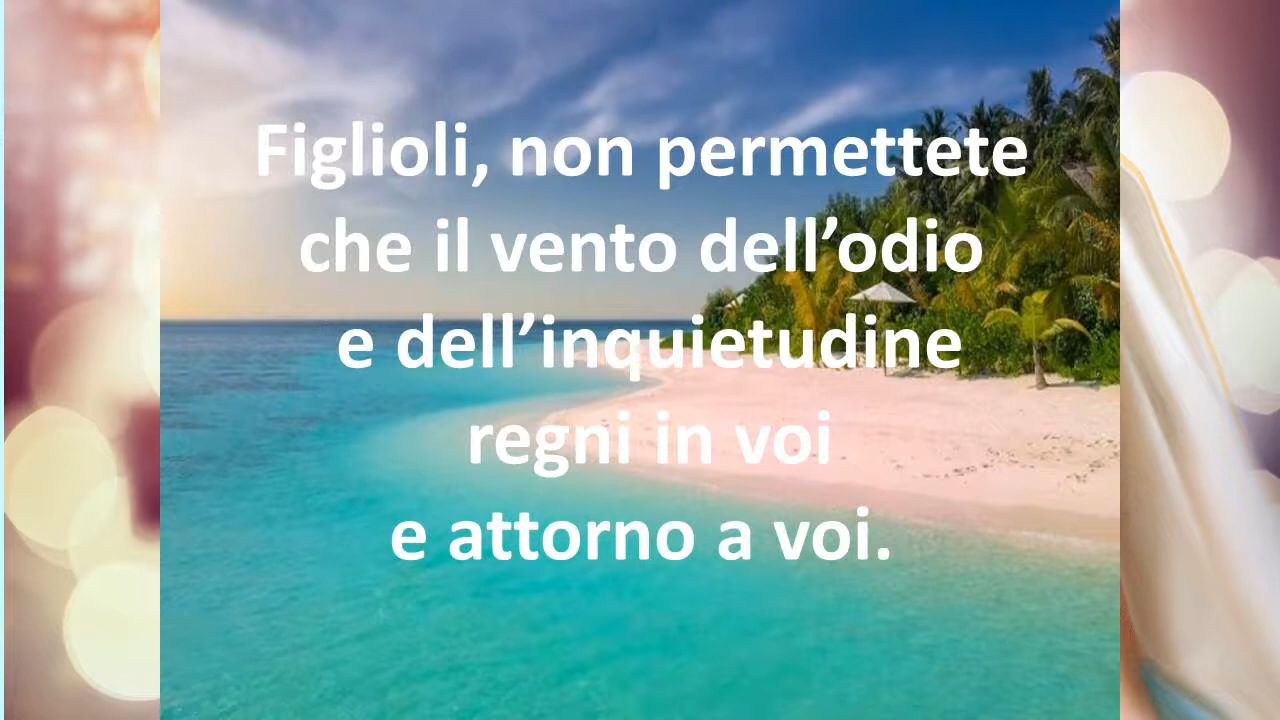 Figlioli, non permettete
che il vento dell’odio
e dell’inquietudine
regni in voi
e attorno a voi.